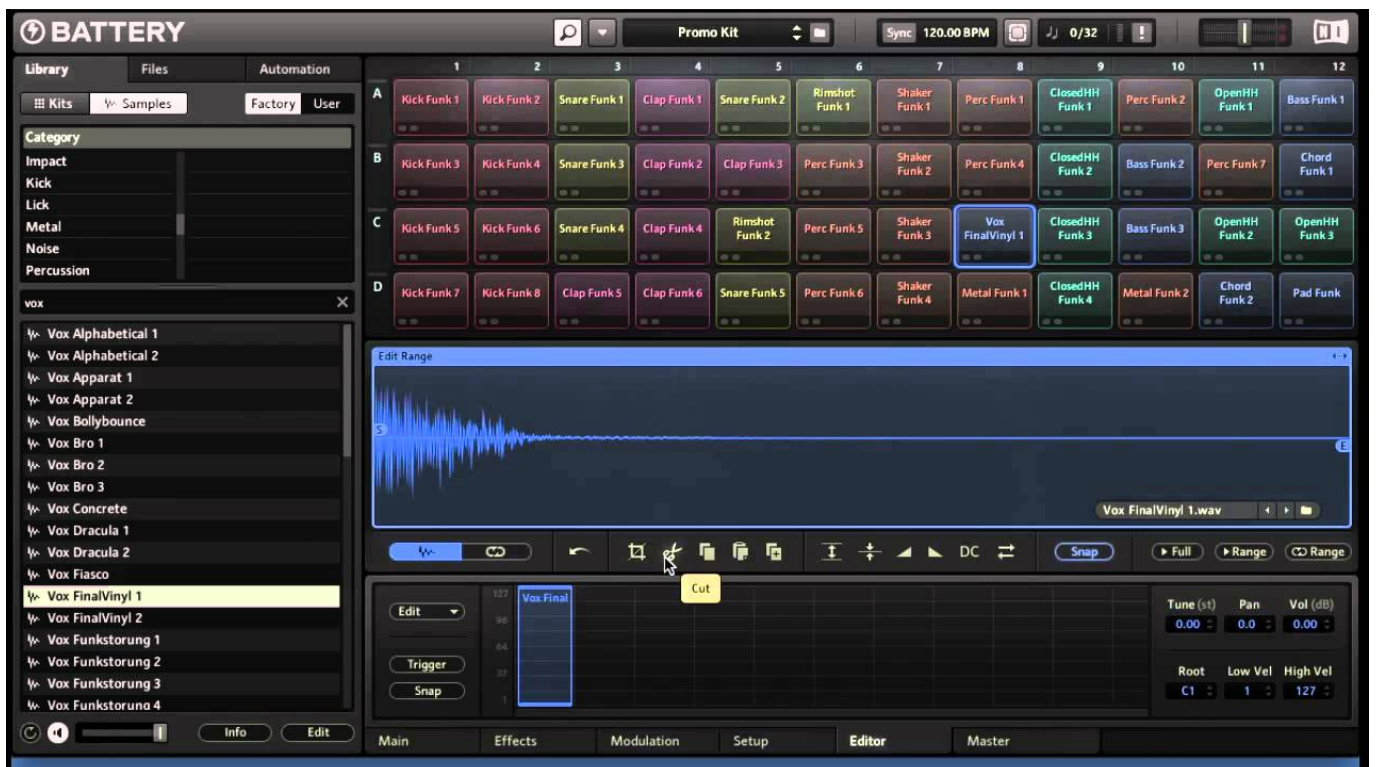 BATTERY
Promo Kit
Sync 120.00 BPM
0/32
!
NI
Library Files Automation
Kits Samples Factory User
Category
Impact
Kick
Lick
Metal
Noise
Percussion
vox
Vox Alphabetical 1
Vox Alphabetical 2
Vox Apparat 1
Vox Apparat 2
Vox Bollybounce
Vox Bro 1
Vox Bro 2
Vox Bro 3
Vox Concrete
Vox Dracula 1
Vox Dracula 2
Vox Fiasco
Vox FinalVinyl 1
Vox FinalVinyl 2
Vox Funkstorung 1
Vox Funkstorung 2
Vox Funkstorung 3
Vox Funkstorung 4
Info Edit
1 2 3 4 5 6 7 8 9 10 11 12
A Kick Funk 1 Kick Funk 2 Snare Funk 1 Clap Funk 1 Snare Funk 2 Rimshot Funk 1 Shaker Funk 1 Perc Funk 1 ClosedHH Funk 1 Perc Funk 2 OpenHH Funk 1 Bass Funk 1
B Kick Funk 3 Kick Funk 4 Snare Funk 3 Clap Funk 2 Clap Funk 3 Perc Funk 3 Shaker Funk 2 Perc Funk 4 ClosedHH Funk 2 Bass Funk 2 Perc Funk 7 Chord Funk 1
C Kick Funk 5 Kick Funk 6 Snare Funk 4 Clap Funk 4 Rimshot Funk 2 Perc Funk 5 Shaker Funk 3 Vox FinalVinyl 1 ClosedHH Funk 3 Bass Funk 3 OpenHH Funk 2 OpenHH Funk 3
D Kick Funk 7 Kick Funk 8 Clap Funk 5 Clap Funk 6 Snare Funk 5 Perc Funk 6 Shaker Funk 4 Metal Funk 1 ClosedHH Funk 4 Metal Funk 2 Chord Funk 2 Pad Funk
Edit Range
S
E
Vox FinalVinyl 1.wav
DC Snap Full Range Range
Cut
Edit
Trigger
Snap
127
96
64
32
1
Vox Final
Tune (st) Pan Vol (dB)
0.00 0.0 0.00
Root Low Vel High Vel
C1 1 127
Main Effects Modulation Setup Editor Master